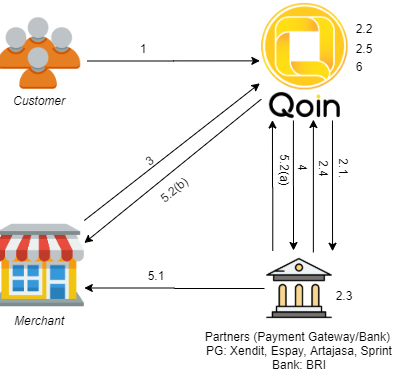 1
2.2
2.5
6
Customer
Qoin
3
5.2(b)
5.2(a)
4
2.4
2.1.
5.1
2.3
Merchant
Partners (Payment Gateway/Bank)
PG: Xendit, Espay, Artajasa, Sprint
Bank: BRI